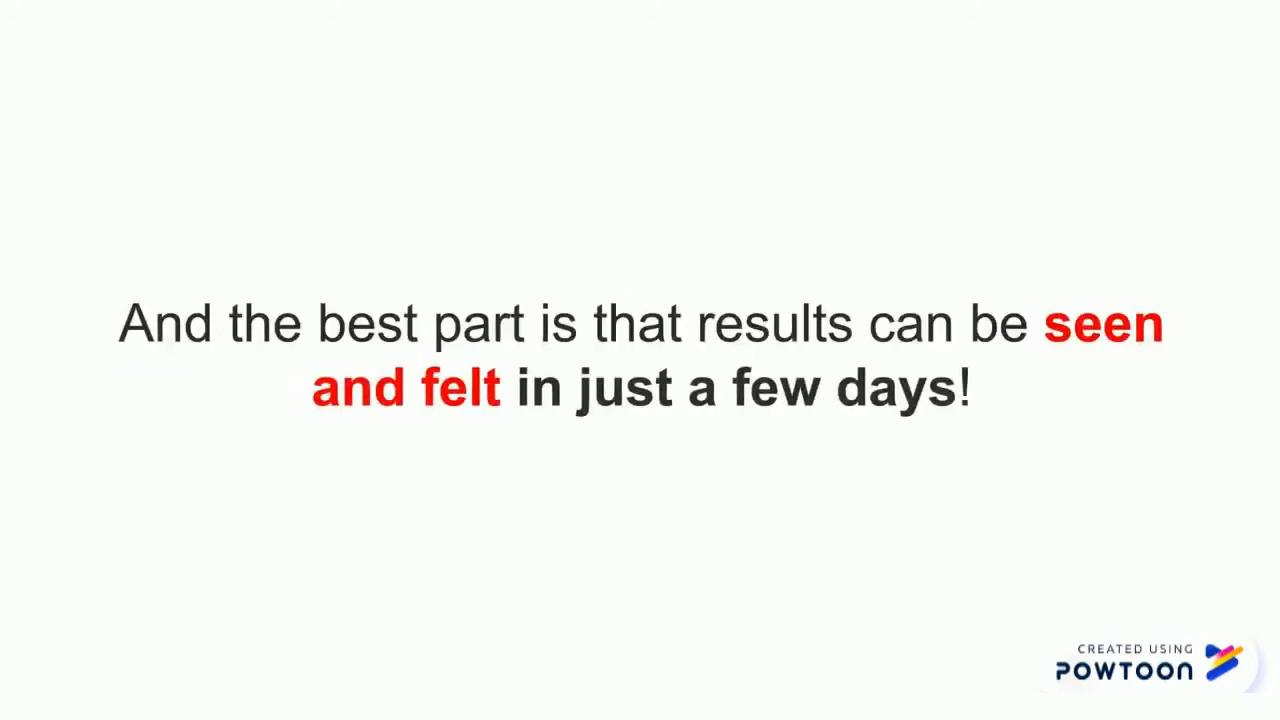 And the best part is that results can be seen
and felt in just a few days!
CREATED USING
POWTOON